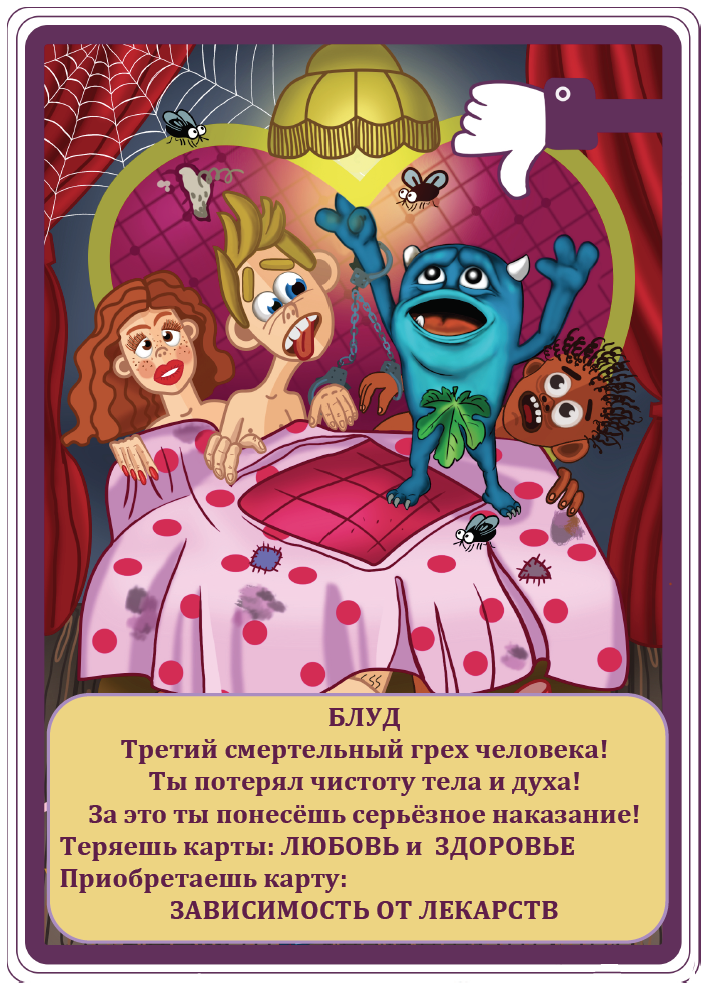 БЛУД
Третий смертельный грех человека!
Ты потерял чистоту тела и духа!
За это ты понесёшь серьёзное наказание!
Теряешь карты: ЛЮБОВЬ и ЗДОРОВЬЕ
Приобретаешь карту:
ЗАВИСИМОСТЬ ОТ ЛЕКАРСТВ